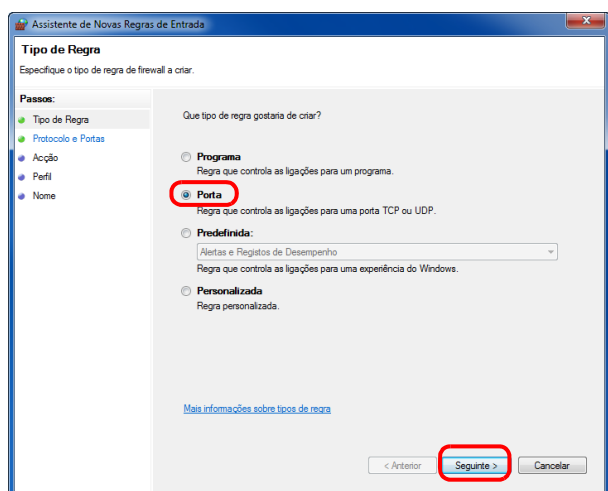 Assistente de Novas Regras de Entrada
Tipo de Regra
Especifique o tipo de regra de firewall a criar.
Passos:
Tipo de Regra
Protocolo e Portas
Acção
Perfil
Nome
Que tipo de regra gostaria de criar?
Programa
Regra que controla as ligações para um programa.
Porta
Regra que controla as ligações para uma porta TCP ou UDP.
Predefinida:
Alertas e Registos de Desempenho
Regra que controla as ligações para uma experiência do Windows.
Personalizada
Regra personalizada.
Mais informações sobre tipos de regra
< Anterior
Seguinte >
Cancelar